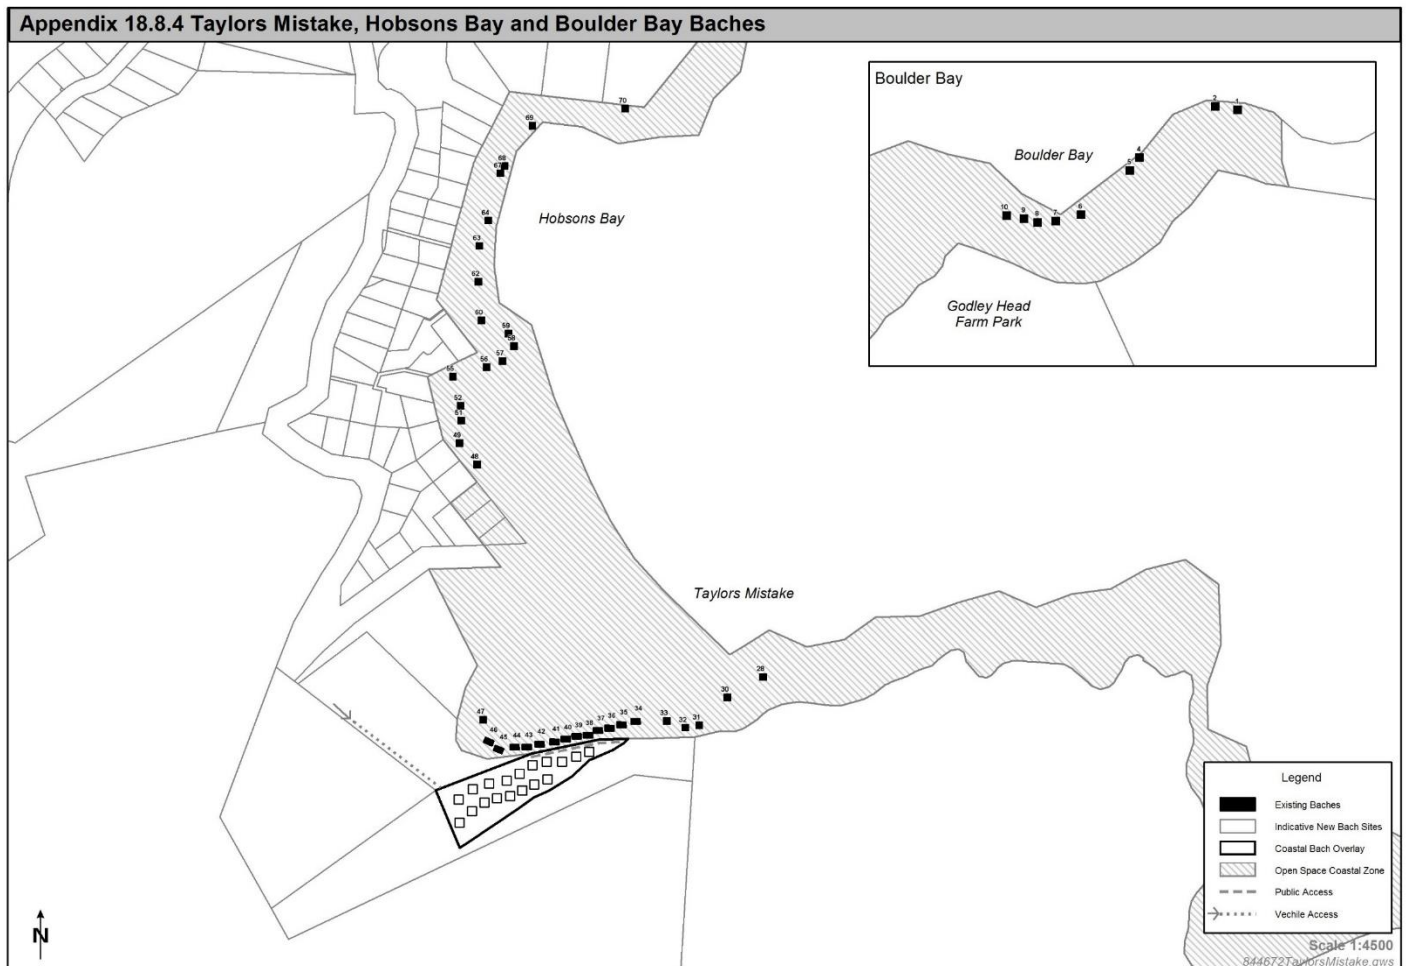 Appendix 18.8.4 Taylors Mistake, Hobsons Bay and Boulder Bay Baches
Boulder Bay
2
1
Boulder Bay
4
5
10
9
8
7
6
Godley Head
Farm Park
70
69
68
67
Hobsons Bay
64
63
62
60
59
58
57
56
55
52
51
49
48
Taylors Mistake
28
30
47
46
45
44
43
42
41
40
39
38
37
36
35
34
33
32
31
Legend
Existing Baches
Indicative New Bach Sites
Coastal Bach Overlay
Open Space Coastal Zone
Public Access
Vechile Access
N
Scale 1:4500
844672TaylorsMistake.gws